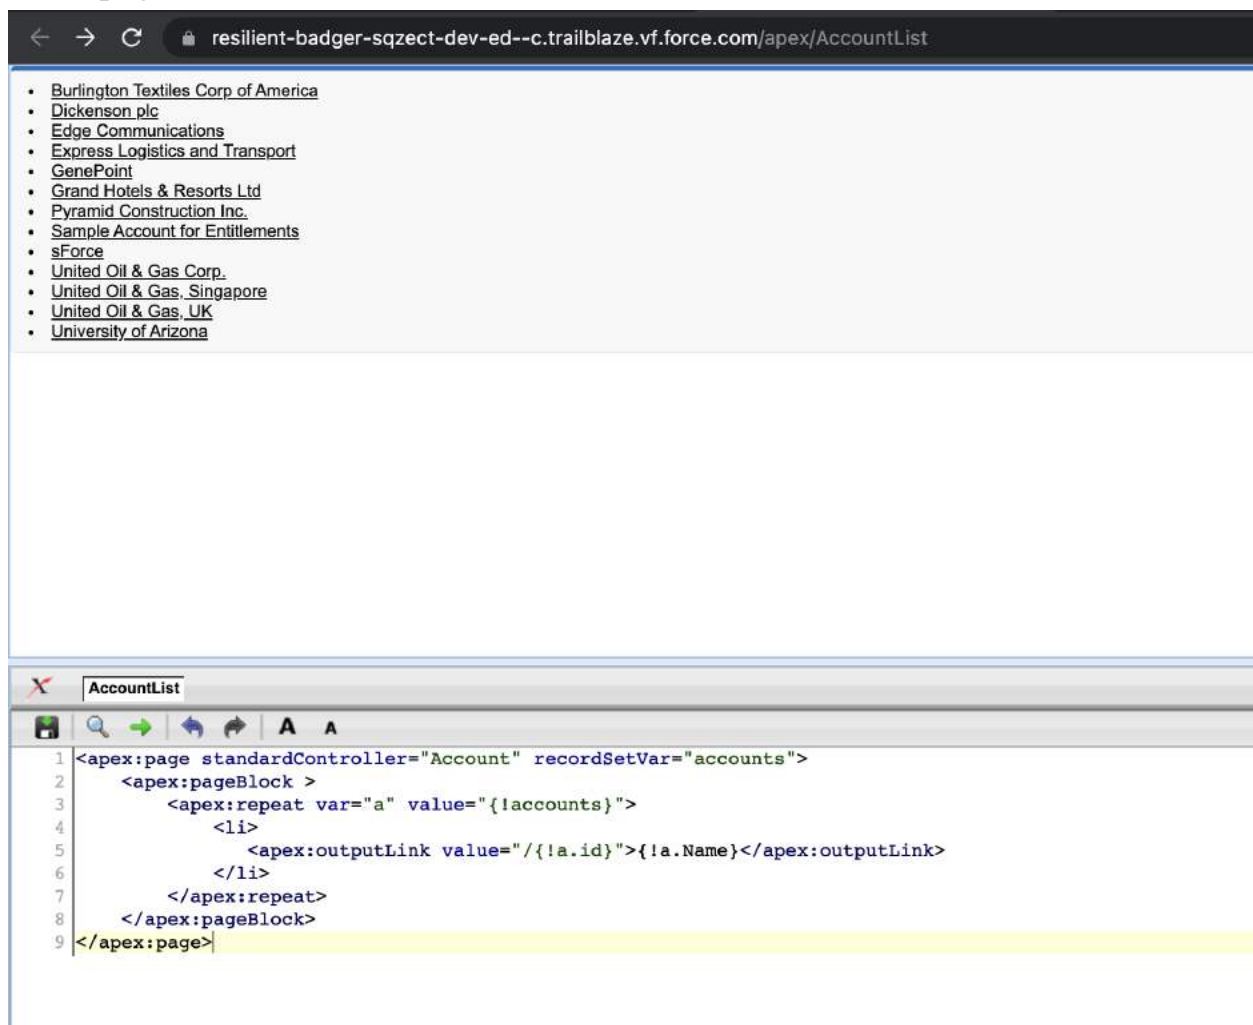 resilient-badger-sqzect-dev-ed--c.trailblaze.vf.force.com/apex/AccountList
• Burlington Textiles Corp of America
• Dickenson plc
• Edge Communications
• Express Logistics and Transport
• GenePoint
• Grand Hotels & Resorts Ltd
• Pyramid Construction Inc.
• Sample Account for Entitlements
• sForce
• United Oil & Gas Corp.
• United Oil & Gas, Singapore
• United Oil & Gas, UK
• University of Arizona
AccountList
A A
1 <apex:page standardController="Account" recordSetVar="accounts">
2 <apex:pageBlock >
3 <apex:repeat var="a" value="{!accounts}">
4 <li>
5 <apex:outputLink value="/{!a.id}">{!a.Name}</apex:outputLink>
6 </li>
7 </apex:repeat>
8 </apex:pageBlock>
9 </apex:page>